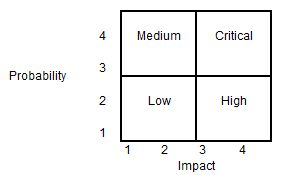 4 Medium Critical
3
Probability
2 Low High
1
1 2 3 4
Impact